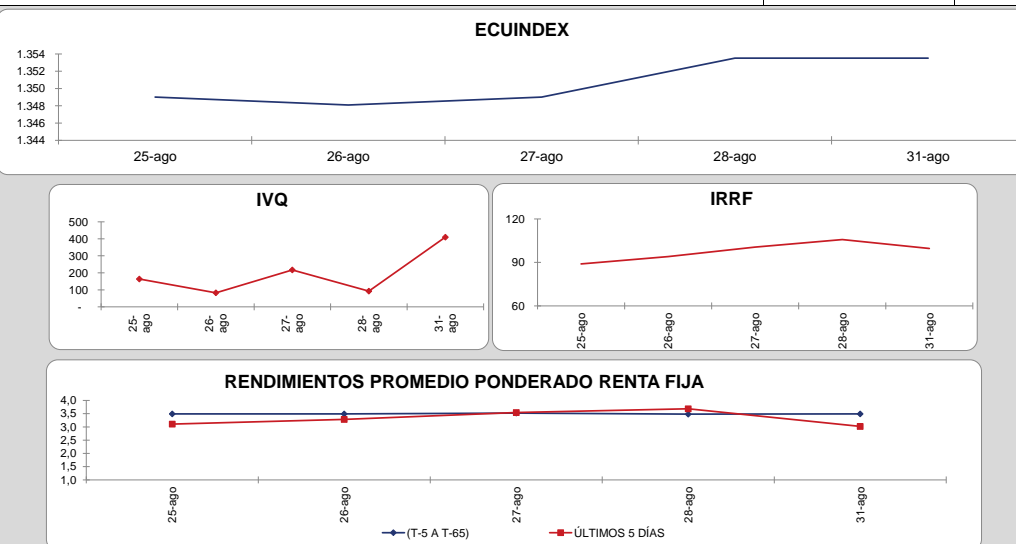 ECUINDEX
1.354
1.352
1.350
1.348
1.346
1.344
25-ago 26-ago 27-ago 28-ago 31-ago
IVQ
500
400
300
200
100
-
25-ago 26-ago 27-ago 28-ago 31-ago
IRRF
120
90
60
25-ago 26-ago 27-ago 28-ago 31-ago
RENDIMIENTOS PROMEDIO PONDERADO RENTA FIJA
4,0
3,5
3,0
2,5
2,0
1,5
1,0
25-ago 26-ago 27-ago 28-ago 31-ago
(T-5 A T-65) ÚLTIMOS 5 DÍAS